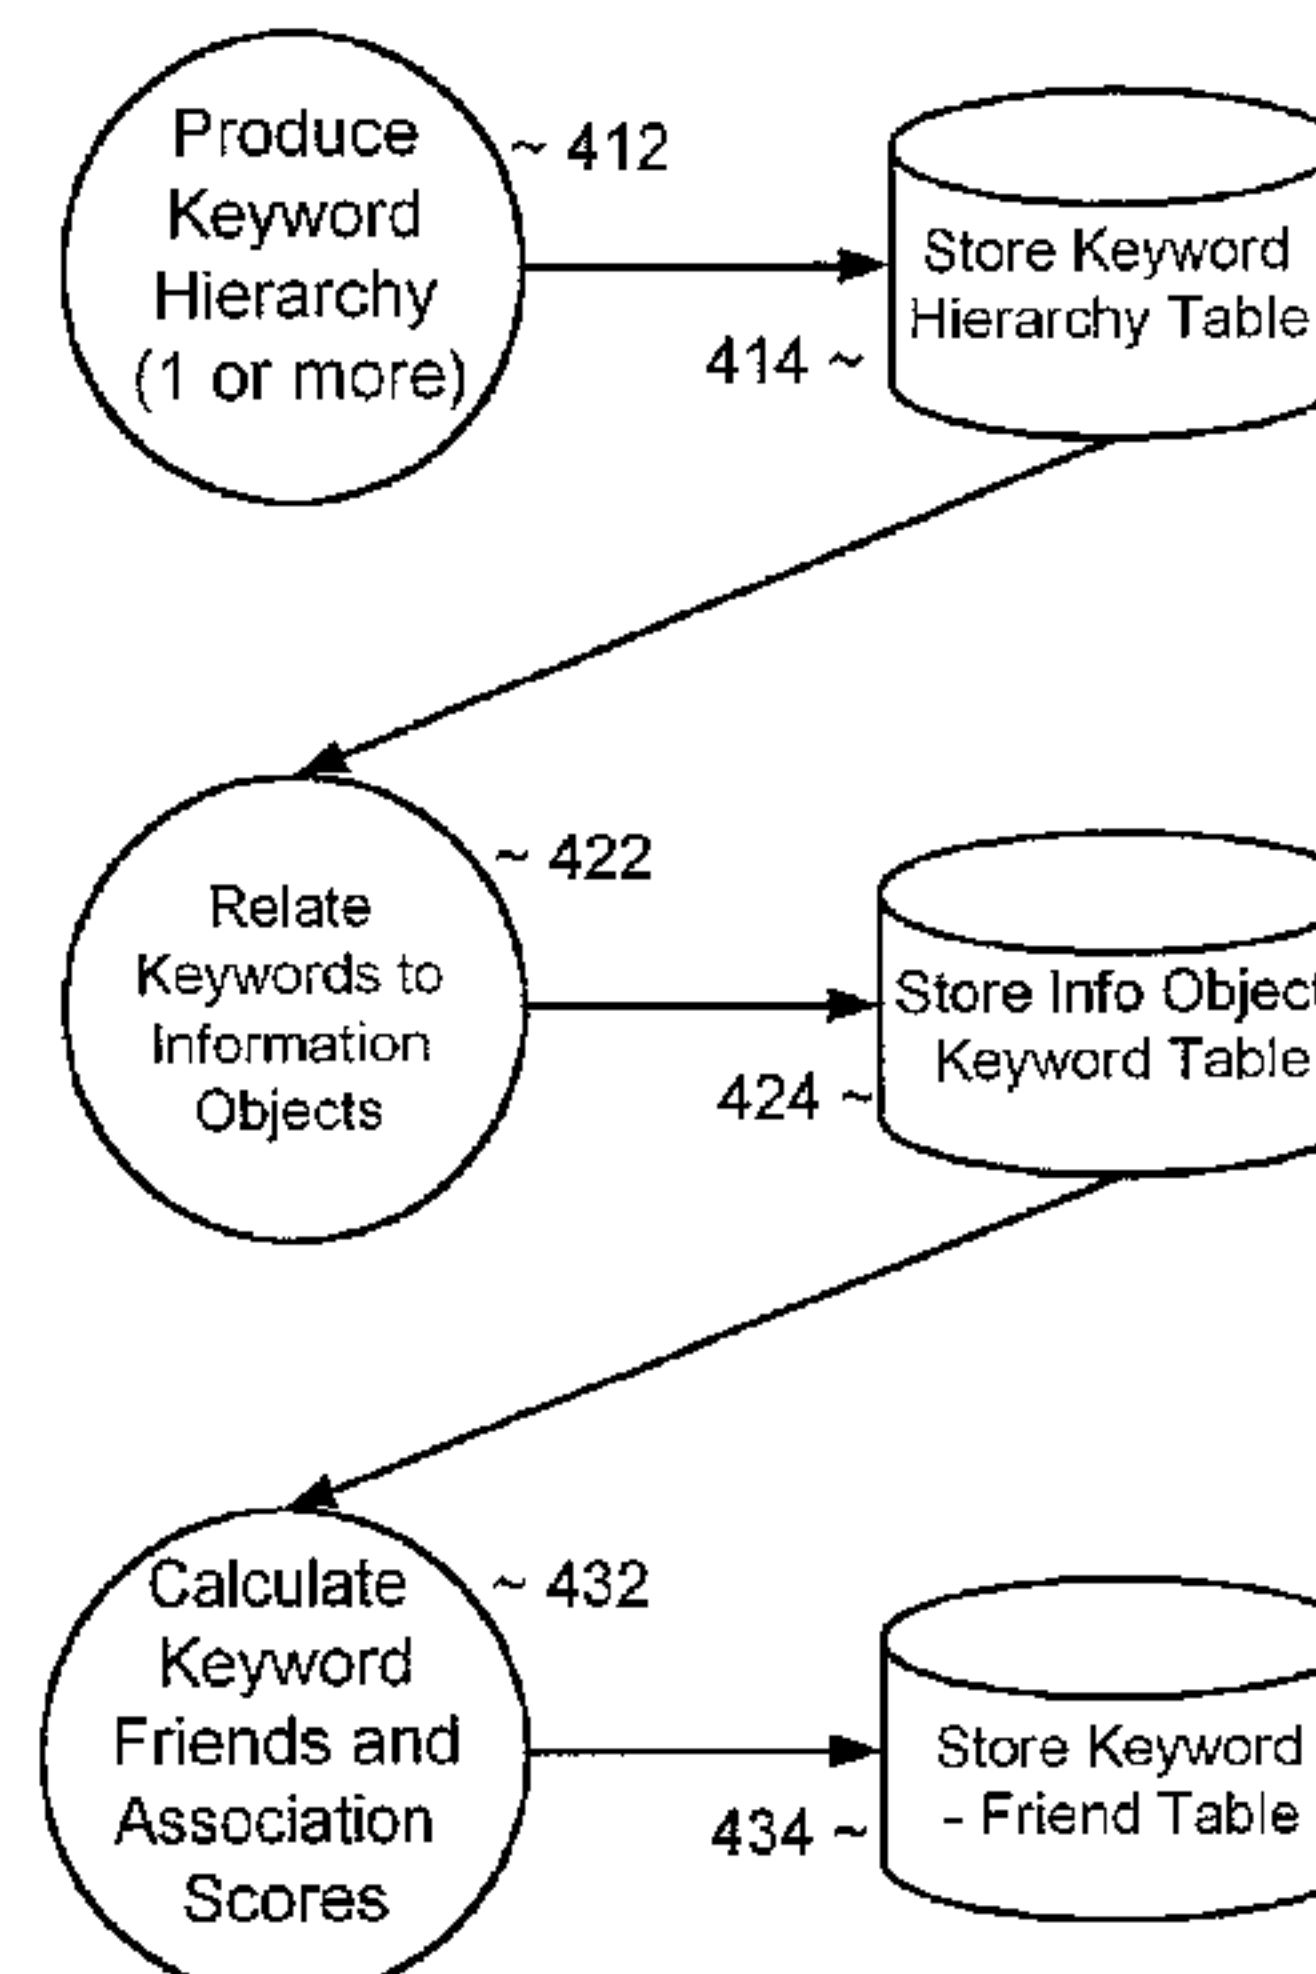 Produce
Keyword
Hierarchy
(1 or more)
~ 412
Store Keyword
Hierarchy Table
414 ~
Relate
Keywords to
Information
Objects
~ 422
Store Info Object
Keyword Table
424 ~
Calculate
Keyword
Friends and
Association
Scores
~ 432
Store Keyword
- Friend Table
434 ~